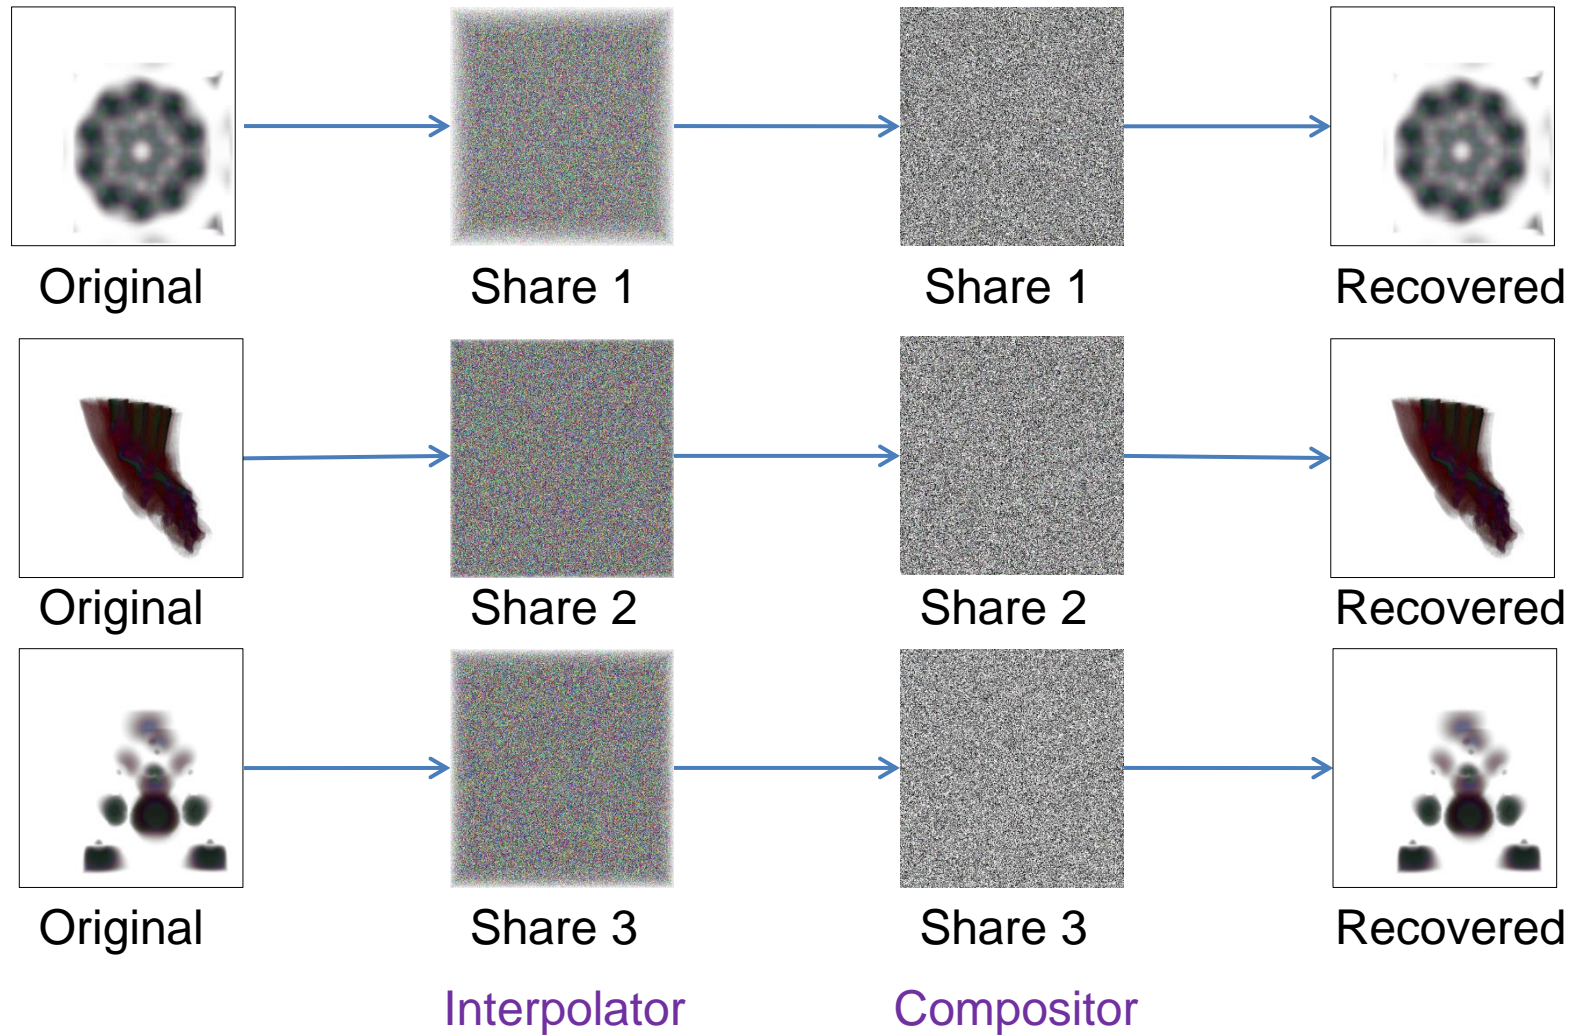 Original Share 1 Share 1 Recovered
Original Share 2 Share 2 Recovered
Original Share 3 Share 3 Recovered
Interpolator Compositor